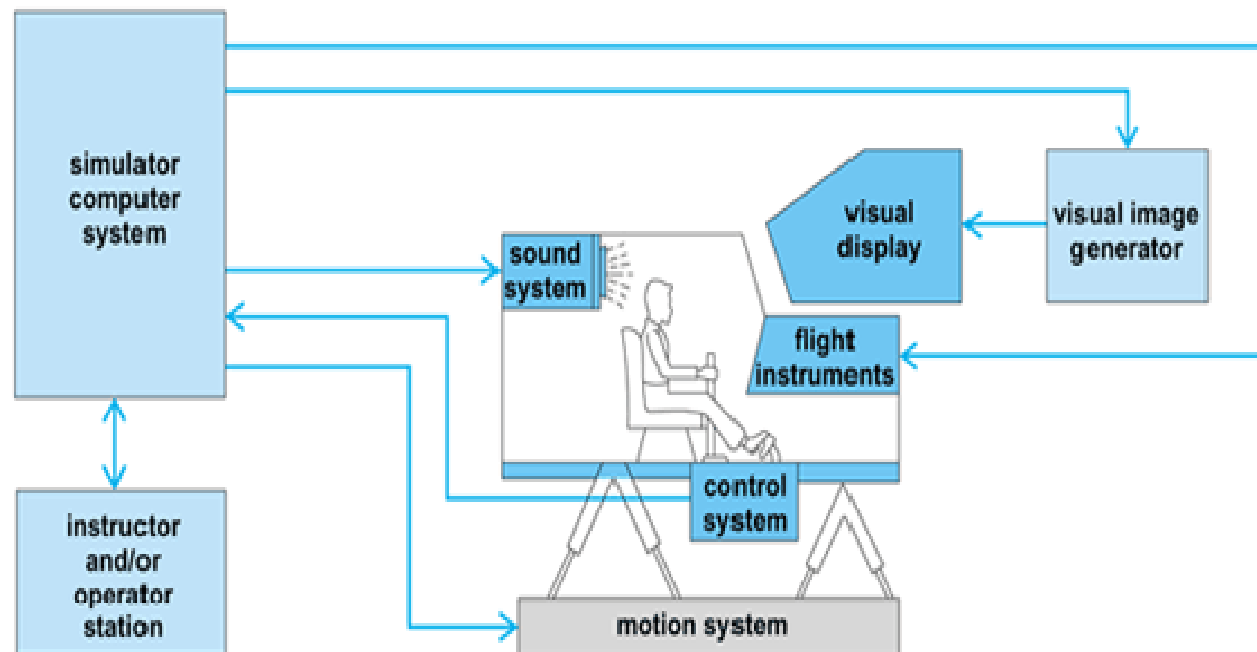 simulator
computer
system
sound
system
visual
display
visual image
generator
flight
instruments
control
system
instructor
and/or
operator
station
motion system